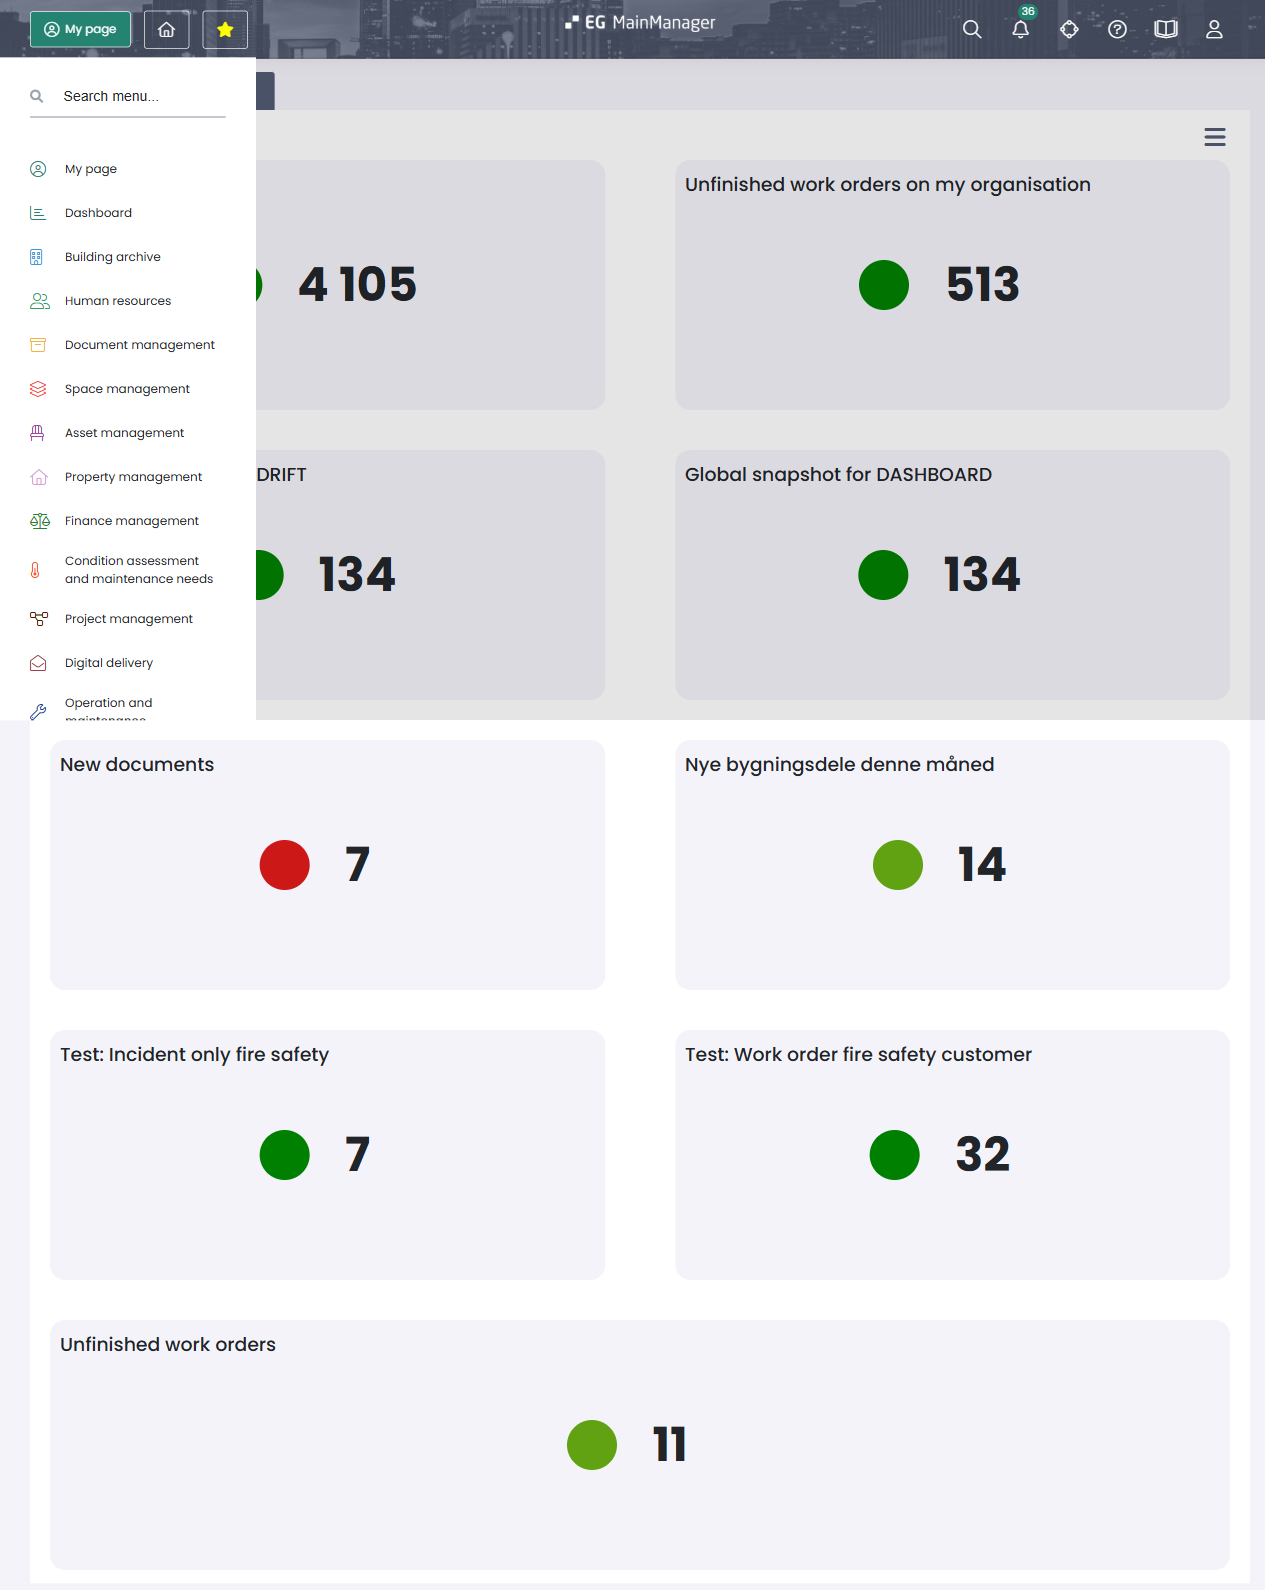 My page
EG MainManager
36
Search menu...
My page
Dashboard
Building archive
Human resources
Document management
Space management
Asset management
Property management
Finance management
Condition assessment
and maintenance needs
Project management
Digital delivery
Operation and
maintenance
4 105
Unfinished work orders on my organisation
513
DRIFT
134
Global snapshot for DASHBOARD
134
New documents
7
Nye bygningsdele denne måned
14
Test: Incident only fire safety
7
Test: Work order fire safety customer
32
Unfinished work orders
11